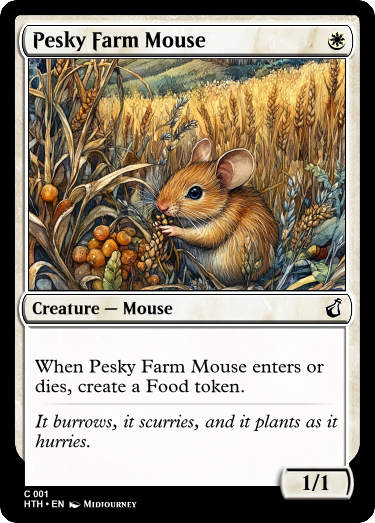 Pesky Farm Mouse
Creature — Mouse
When Pesky Farm Mouse enters or
dies, create a Food token.
It burrows, it scurries, and it plants as it
hurries.
1/1
C 001
HTH • EN Midjourney